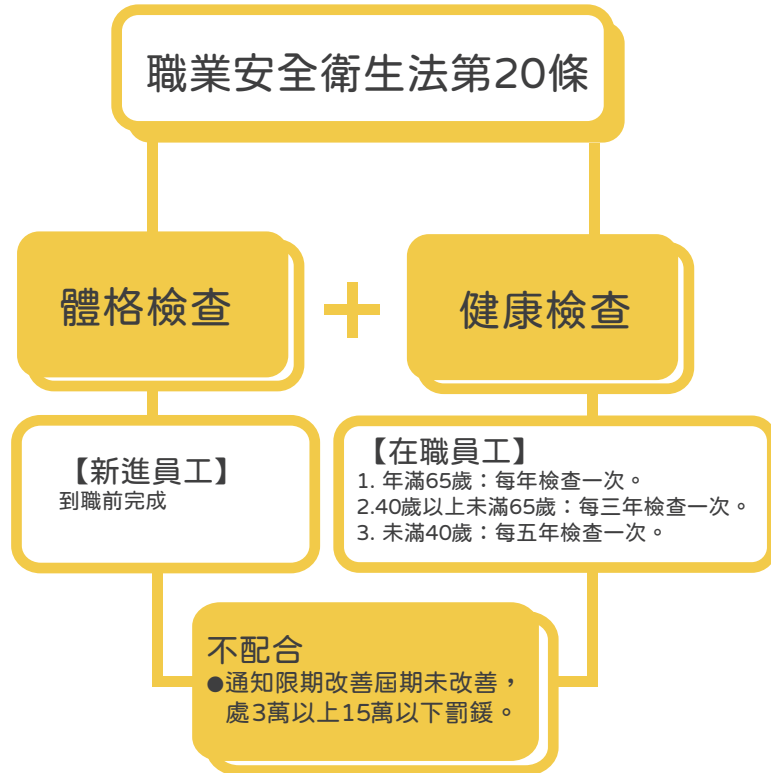 職業安全衛生法第20條
體格檢查
健康檢查
【新進員工】
到職前完成
【在職員工】
1. 年滿65歲：每年檢查一次。
2.40歲以上未滿65歲：每三年檢查一次。
3. 未滿40歲：每五年檢查一次。
不配合
●通知限期改善屆期未改善，
處3萬以上15萬以下罰鍰。